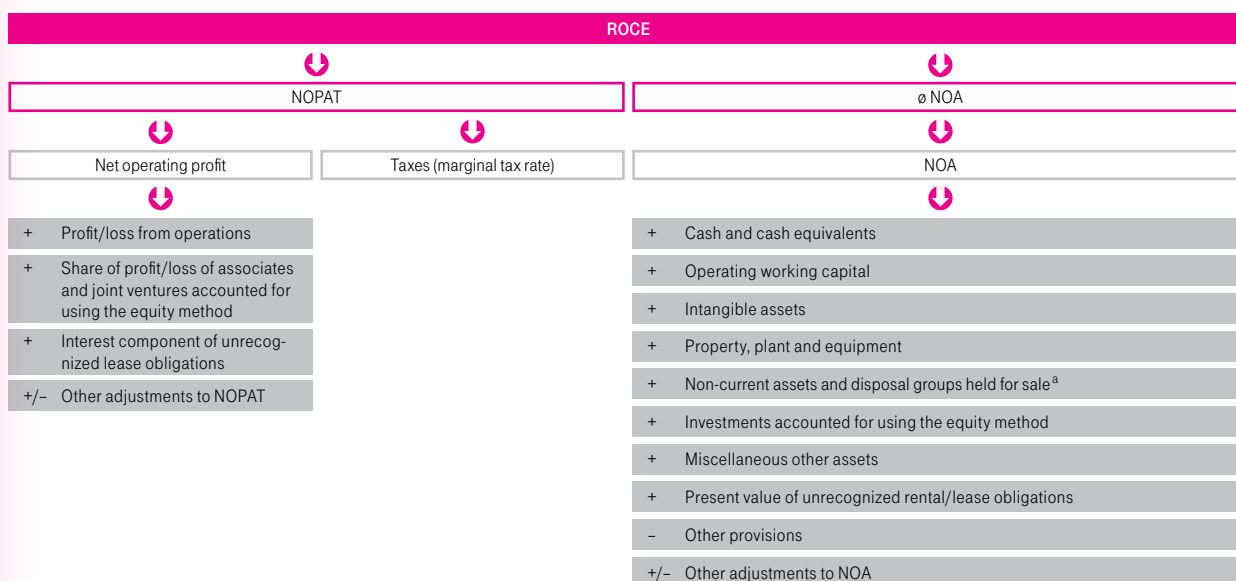 ROCE
NOPAT
ø NOA
Net operating profit
Taxes (marginal tax rate)
NOA
+ Profit/loss from operations
+ Share of profit/loss of associates
and joint ventures accounted for
using the equity method
+ Interest component of unrecog-
nized lease obligations
+/– Other adjustments to NOPAT
+ Cash and cash equivalents
+ Operating working capital
+ Intangible assets
+ Property, plant and equipment
+ Non-current assets and disposal groups held for sale a
+ Investments accounted for using the equity method
+ Miscellaneous other assets
+ Present value of unrecognized rental/lease obligations
– Other provisions
+/– Other adjustments to NOA